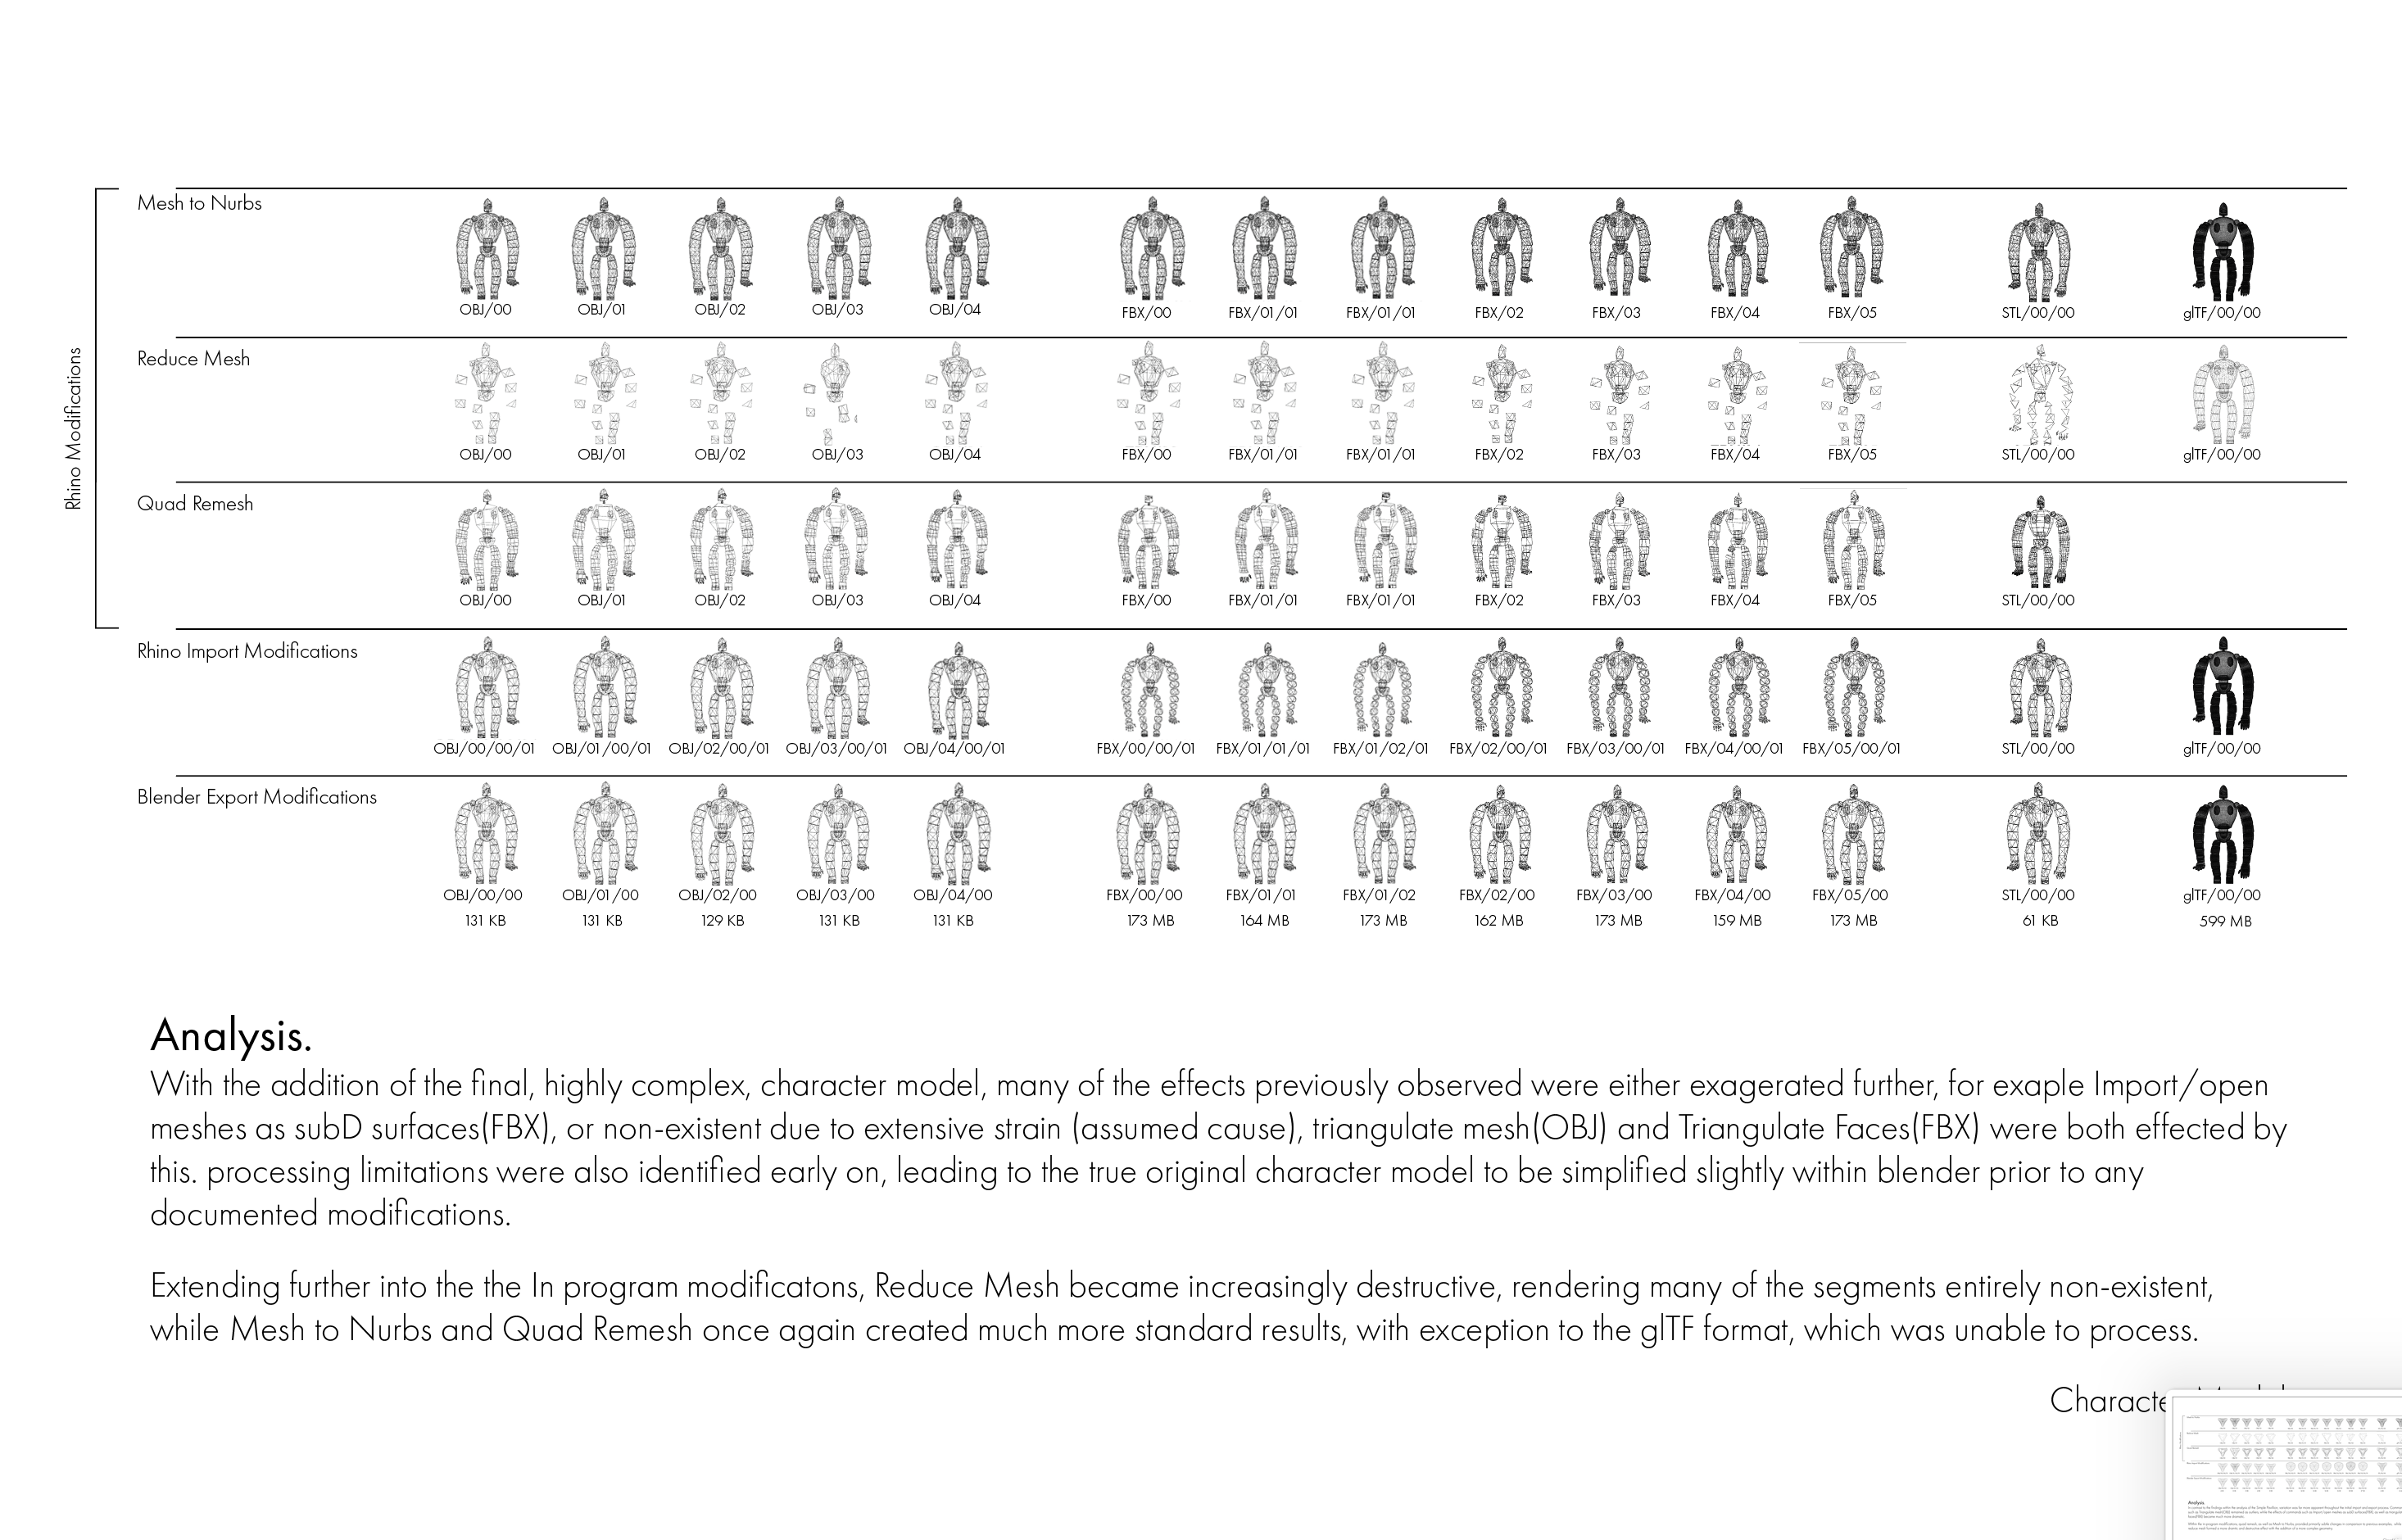 Rhino Modifications
Mesh to Nurbs
OBJ/00 OBJ/01 OBJ/02 OBJ/03 OBJ/04 FBX/00 FBX/01/01 FBX/01/01 FBX/02 FBX/03 FBX/04 FBX/05 STL/00/00 glTF/00/00
Reduce Mesh
OBJ/00 OBJ/01 OBJ/02 OBJ/03 OBJ/04 FBX/00 FBX/01/01 FBX/01/01 FBX/02 FBX/03 FBX/04 FBX/05 STL/00/00 glTF/00/00
Quad Remesh
OBJ/00 OBJ/01 OBJ/02 OBJ/03 OBJ/04 FBX/00 FBX/01/01 FBX/01/01 FBX/02 FBX/03 FBX/04 FBX/05 STL/00/00
Rhino Import Modifications
OBJ/00/00/01 OBJ/01/00/01 OBJ/02/00/01 OBJ/03/00/01 OBJ/04/00/01 FBX/00/00/01 FBX/01/01/01 FBX/01/02/01 FBX/02/00/01 FBX/03/00/01 FBX/04/00/01 FBX/05/00/01 STL/00/00 glTF/00/00
Blender Export Modifications
OBJ/00/00 OBJ/01/00 OBJ/02/00 OBJ/03/00 OBJ/04/00 FBX/00/00 FBX/01/01 FBX/01/02 FBX/02/00 FBX/03/00 FBX/04/00 FBX/05/00 STL/00/00 glTF/00/00
131 KB 131 KB 129 KB 131 KB 131 KB 173 MB 164 MB 173 MB 162 MB 173 MB 159 MB 173 MB 61 KB 599 MB
Analysis.
With the addition of the final, highly complex, character model, many of the effects previously observed were either exagerated further, for exaple Import/open
meshes as subD surfaces(FBX), or non-existent due to extensive strain (assumed cause), triangulate mesh(OBJ) and Triangulate Faces(FBX) were both effected by
this. processing limitations were also identified early on, leading to the true original character model to be simplified slightly within blender prior to any
documented modifications.
Extending further into the the In program modificatons, Reduce Mesh became increasingly destructive, rendering many of the segments entirely non-existent,
while Mesh to Nurbs and Quad Remesh once again created much more standard results, with exception to the glTF format, which was unable to process.
Analysis